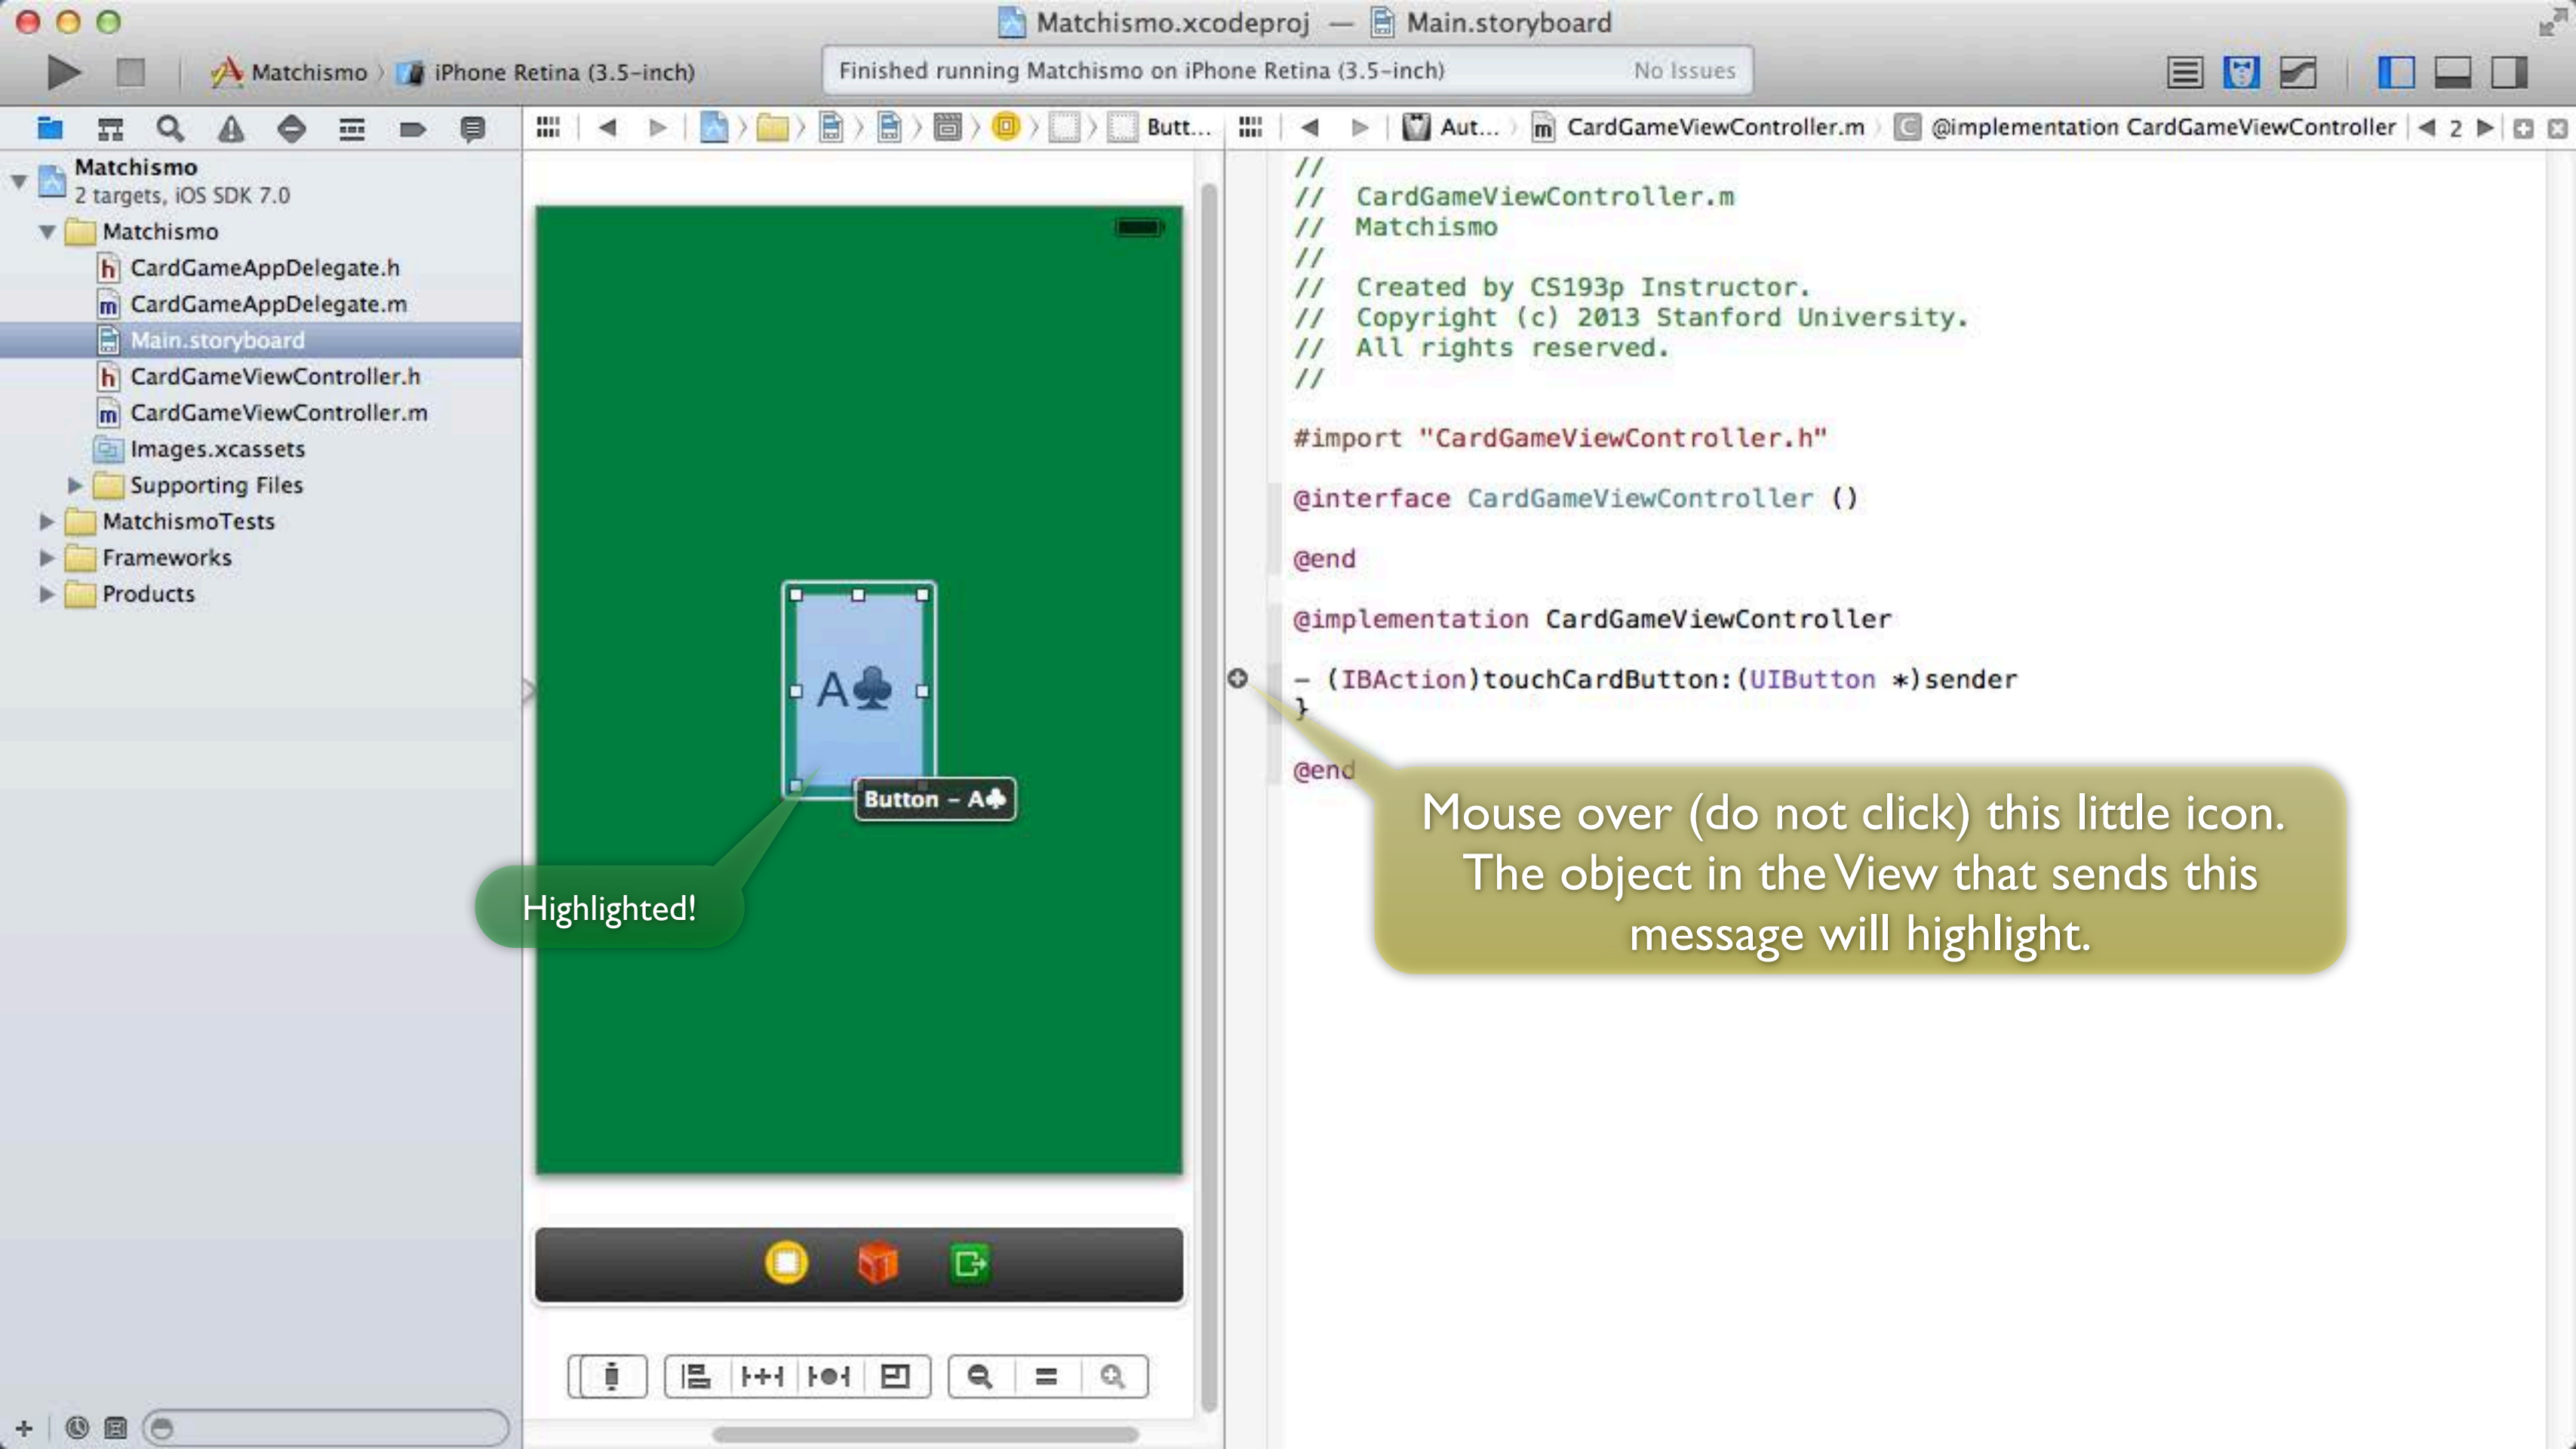 Matchismo.xcodeproj — Main.storyboard
Matchismo iPhone Retina (3.5-inch)
Finished running Matchismo on iPhone Retina (3.5-inch) No Issues
Butt...
Aut... m CardGameViewController.m C @implementation CardGameViewController 2
Matchismo
2 targets, iOS SDK 7.0
Matchismo
h CardGameAppDelegate.h
m CardGameAppDelegate.m
Main.storyboard
h CardGameViewController.h
m CardGameViewController.m
Images.xcassets
Supporting Files
MatchismoTests
Frameworks
Products
A♣
Button - A♣
Highlighted!
//
// CardGameViewController.m
// Matchismo
//
// Created by CS193p Instructor.
// Copyright (c) 2013 Stanford University.
// All rights reserved.
//
#import "CardGameViewController.h"
@interface CardGameViewController ()
@end
@implementation CardGameViewController
- (IBAction)touchCardButton:(UIButton *)sender
}
@end
Mouse over (do not click) this little icon.
The object in the View that sends this
message will highlight.